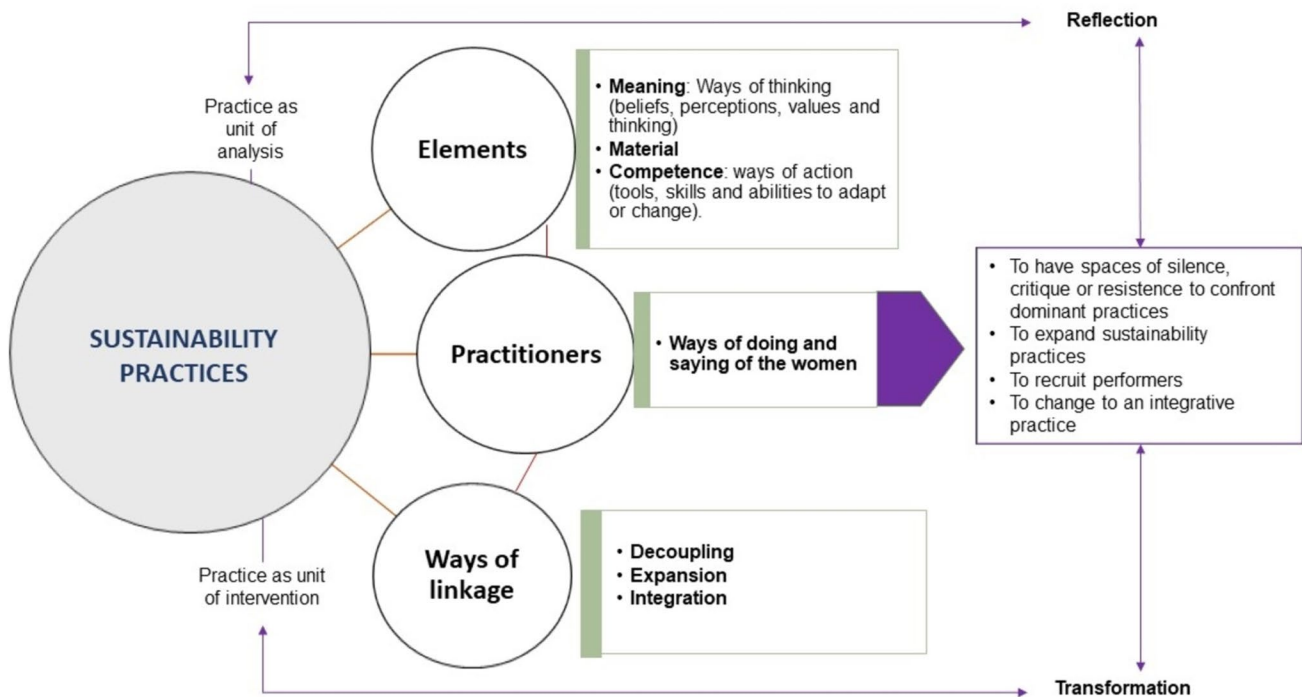 Reflection
Practice as
unit of
analysis
Elements
• Meaning: Ways of thinking
(beliefs, perceptions, values and
thinking)
• Material
• Competence: ways of action
(tools, skills and abilities to adapt
or change).
SUSTAINABILITY
PRACTICES
Practitioners
• Ways of doing and
saying of the women
• To have spaces of silence,
critique or resistence to confront
dominant practices
• To expand sustainability
practices
• To recruit performers
• To change to an integrative
practice
Practice as unit
of intervention
Ways of
linkage
• Decoupling
• Expansion
• Integration
Transformation